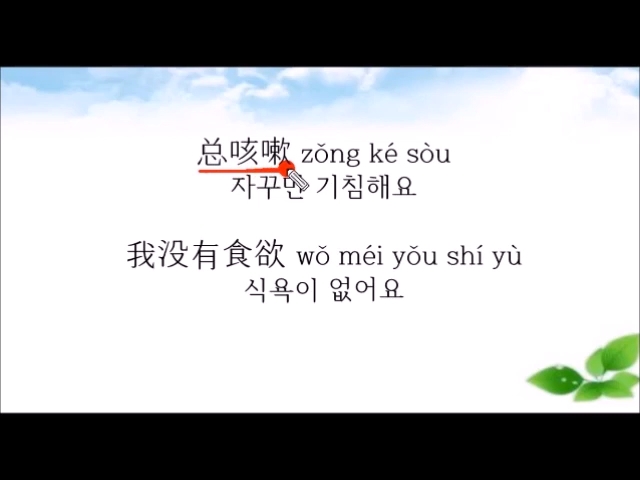 总咳嗽 zǒng ké sòu
자꾸만 기침해요
我没有食欲 wǒ méi yǒu shí yù
식욕이 없어요